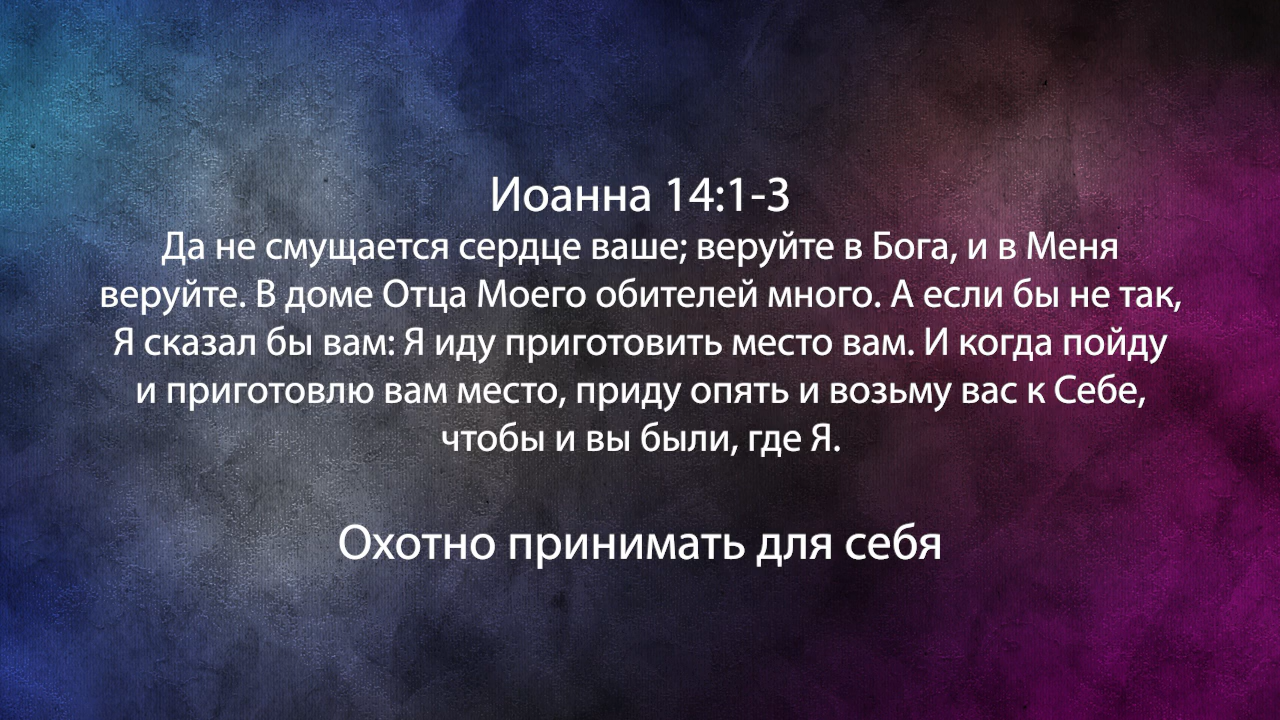 Иоанна 14:1-3
Да не смущается сердце ваше; веруйте в Бога, и в Меня
веруйте. В доме Отца Моего обителей много. А если бы не так,
Я сказал бы вам: Я иду приготовить место вам. И когда пойду
и приготовлю вам место, приду опять и возьму вас к Себе,
чтобы и вы были, где Я.
Охотно принимать для себя